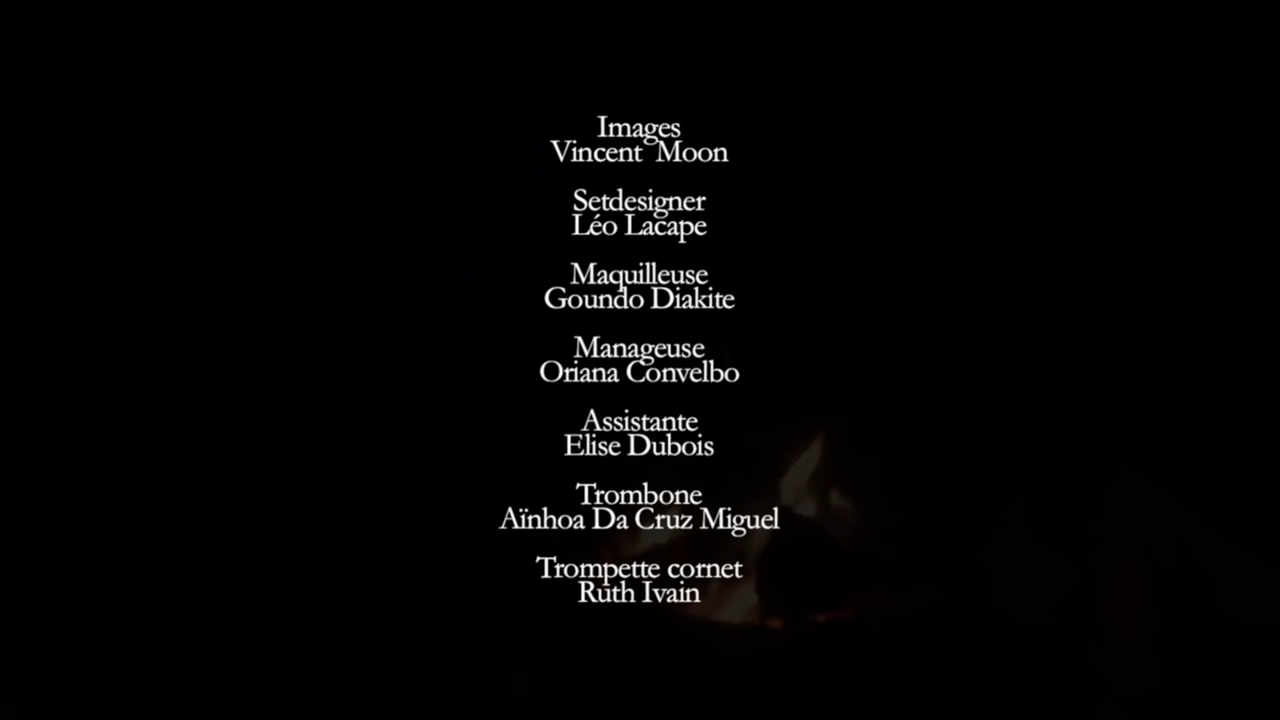 Images
Vincent Moon
Setdesigner
Léo Lacape
Maquilleuse
Goundo Diakite
Manageuse
Oriana Convelbo
Assistante
Elise Dubois
Trombone
Aïnhoa Da Cruz Miguel
Trompette cornet
Ruth Ivain